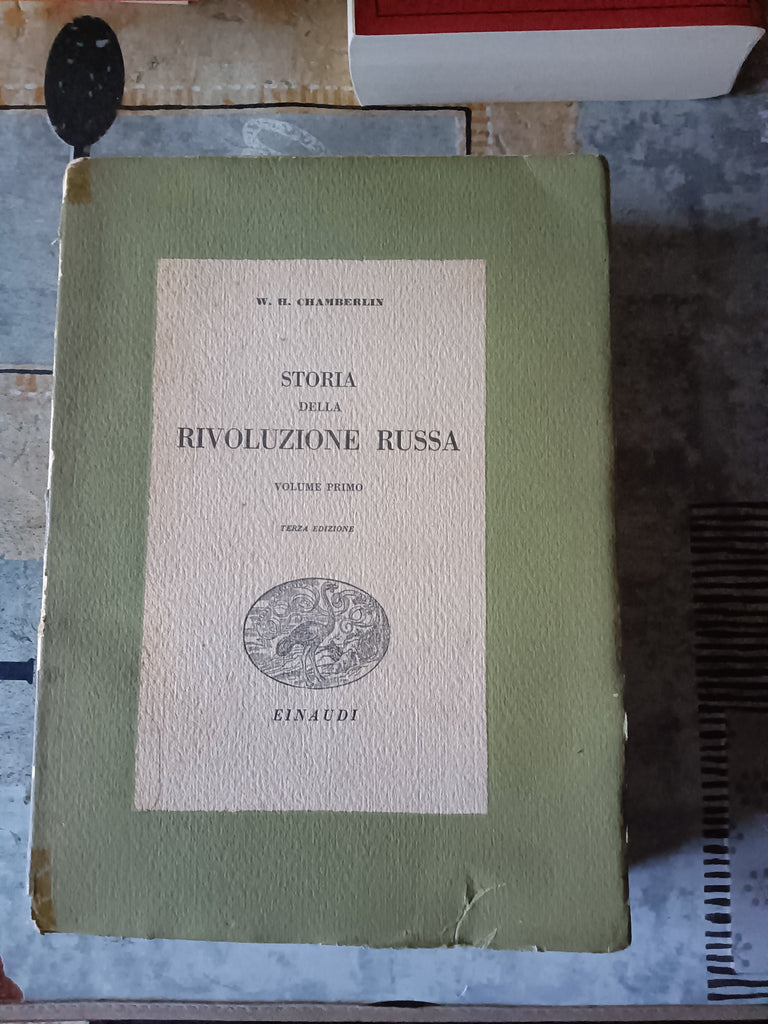 W. H. CHAMBERLIN
STORIA
DELLA
RIVOLUZIONE RUSSA
VOLUME PRIMO
TERZA EDIZIONE
EINAUDI